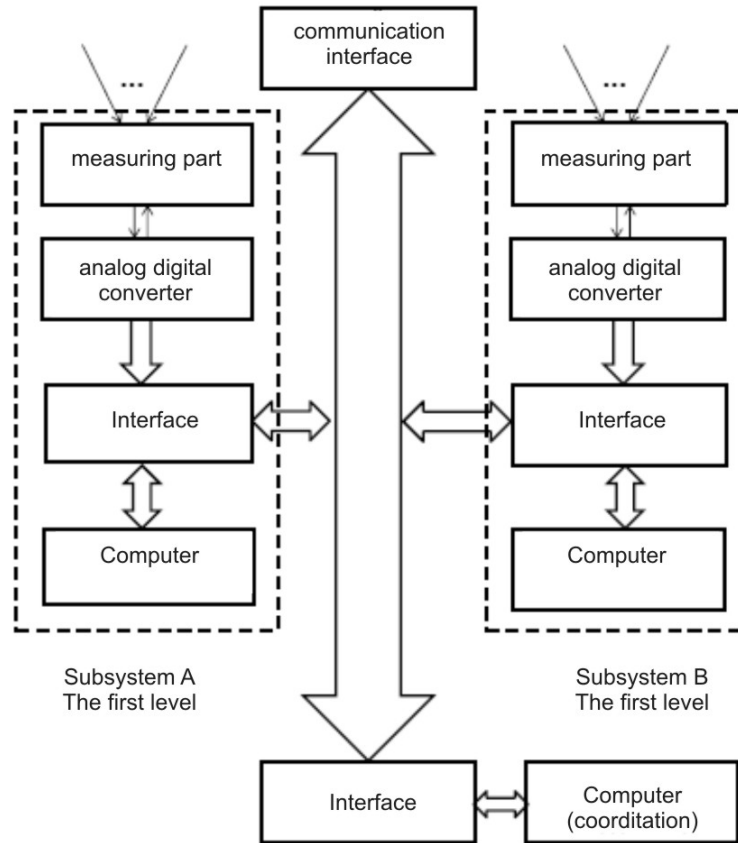 communication
interface
...
measuring part
analog digital
converter
Interface
Computer
Subsystem A
The first level
...
measuring part
analog digital
converter
Interface
Computer
Subsystem B
The first level
Interface
Computer
(coorditation)